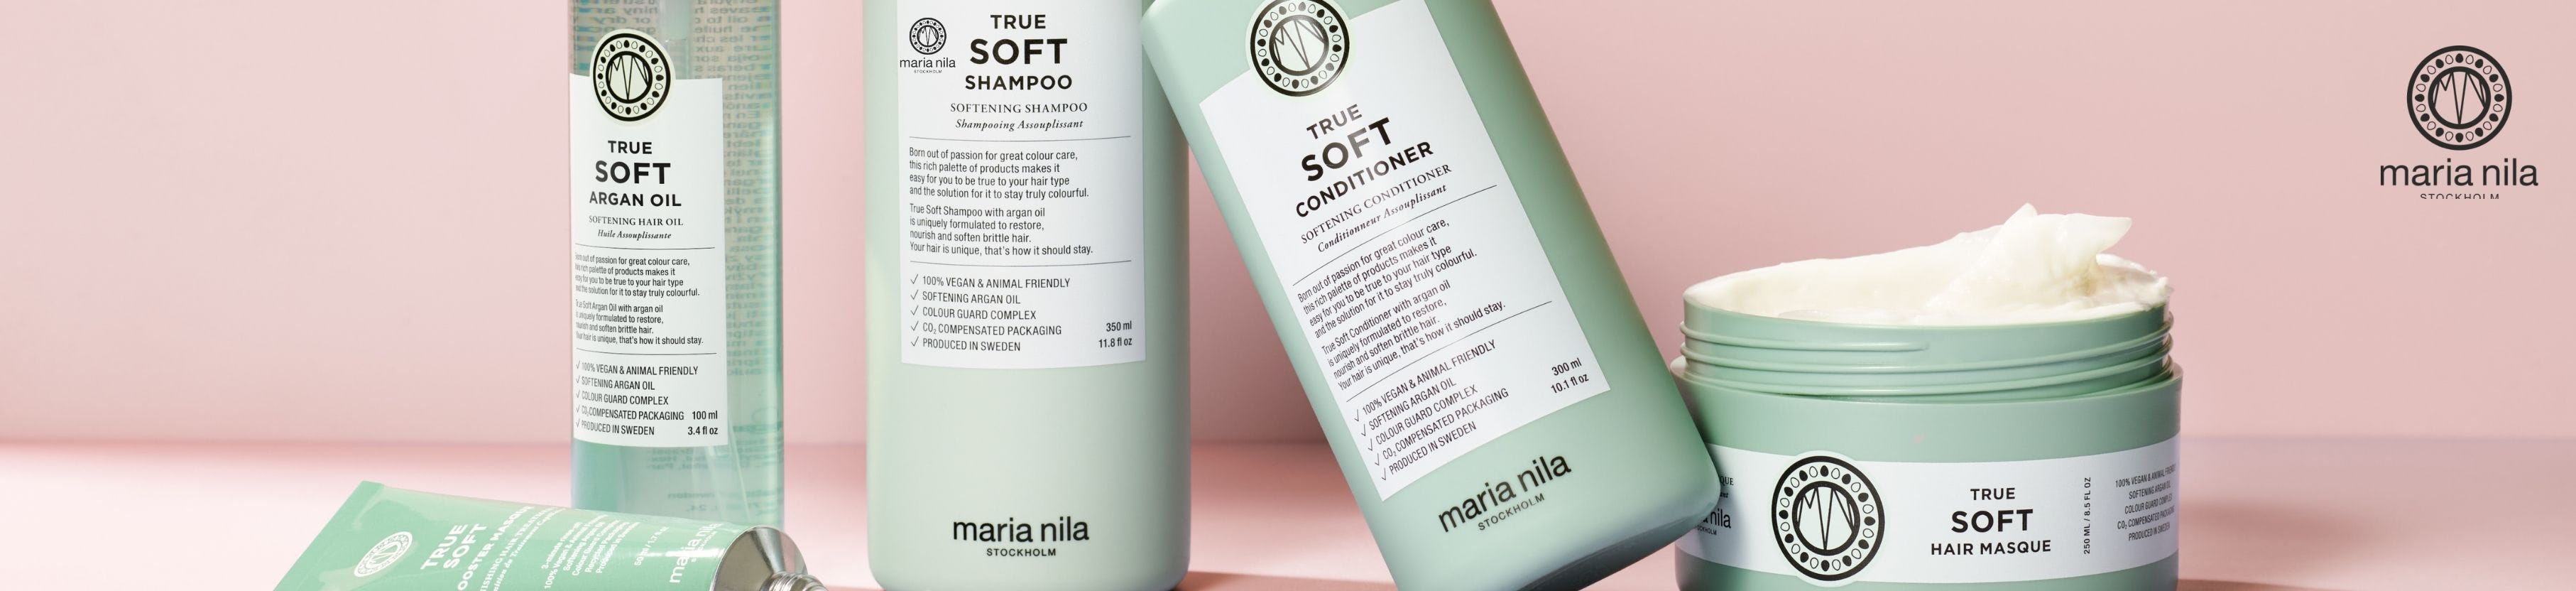 TRUE
SOFT
ARGAN OIL
SOFTENING HAIR OIL
Huile Assouplissante
Born out of passion for great colour care,
this rich palette of products makes it
easy for you to be true to your hair type
and the solution for it to stay truly colourful.
True Soft Argan Oil with argan oil
is uniquely formulated to restore,
nourish and soften brittle hair.
Your hair is unique, that's how it should stay.
✓ 100% VEGAN & ANIMAL FRIENDLY
✓ SOFTENING ARGAN OIL
✓ COLOUR GUARD COMPLEX
✓ CO₂ COMPENSATED PACKAGING 100 ml
✓ PRODUCED IN SWEDEN 3.4 fl oz
TRUE
SOFT
BOOSTER MASQUE
maria nila
maria nila
STOCKHOLM
TRUE
SOFT
SHAMPOO
SOFTENING SHAMPOO
Shampooing Assouplissant
Born out of passion for great colour care,
this rich palette of products makes it
easy for you to be true to your hair type
and the solution for it to stay truly colourful.
True Soft Shampoo with argan oil
is uniquely formulated to restore,
nourish and soften brittle hair.
Your hair is unique, that's how it should stay.
✓ 100% VEGAN & ANIMAL FRIENDLY
✓ SOFTENING ARGAN OIL
✓ COLOUR GUARD COMPLEX
✓ CO₂ COMPENSATED PACKAGING 350 ml
✓ PRODUCED IN SWEDEN 11.8 fl oz
maria nila
STOCKHOLM
TRUE
SOFT
CONDITIONER
SOFTENING CONDITIONER
Conditionneur Assouplissant
Born out of passion for great colour care,
this rich palette of products makes it
easy for you to be true to your hair type
and the solution for it to stay truly colourful.
True Soft Conditioner with argan oil
is uniquely formulated to restore,
nourish and soften brittle hair.
Your hair is unique, that's how it should stay.
✓ 100% VEGAN & ANIMAL FRIENDLY
✓ SOFTENING ARGAN OIL
✓ COLOUR GUARD COMPLEX
✓ CO₂ COMPENSATED PACKAGING 300 ml
✓ PRODUCED IN SWEDEN 10.1 fl oz
maria nila
STOCKHOLM
TRUE
SOFT
HAIR MASQUE
250 ML / 8.5 FL OZ
100% VEGAN & ANIMAL FRIENDLY
SOFTENING ARGAN OIL
COLOUR GUARD COMPLEX
CO₂ COMPENSATED PACKAGING
PRODUCED IN SWEDEN
maria nila
STOCKHOLM